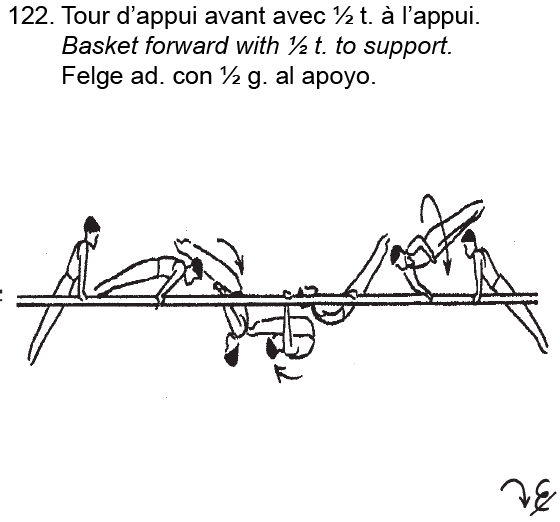 122. Tour d’appui avant avec ½ t. à l’appui.
Basket forward with ½ t. to support.
Felge ad. con ½ g. al apoyo.